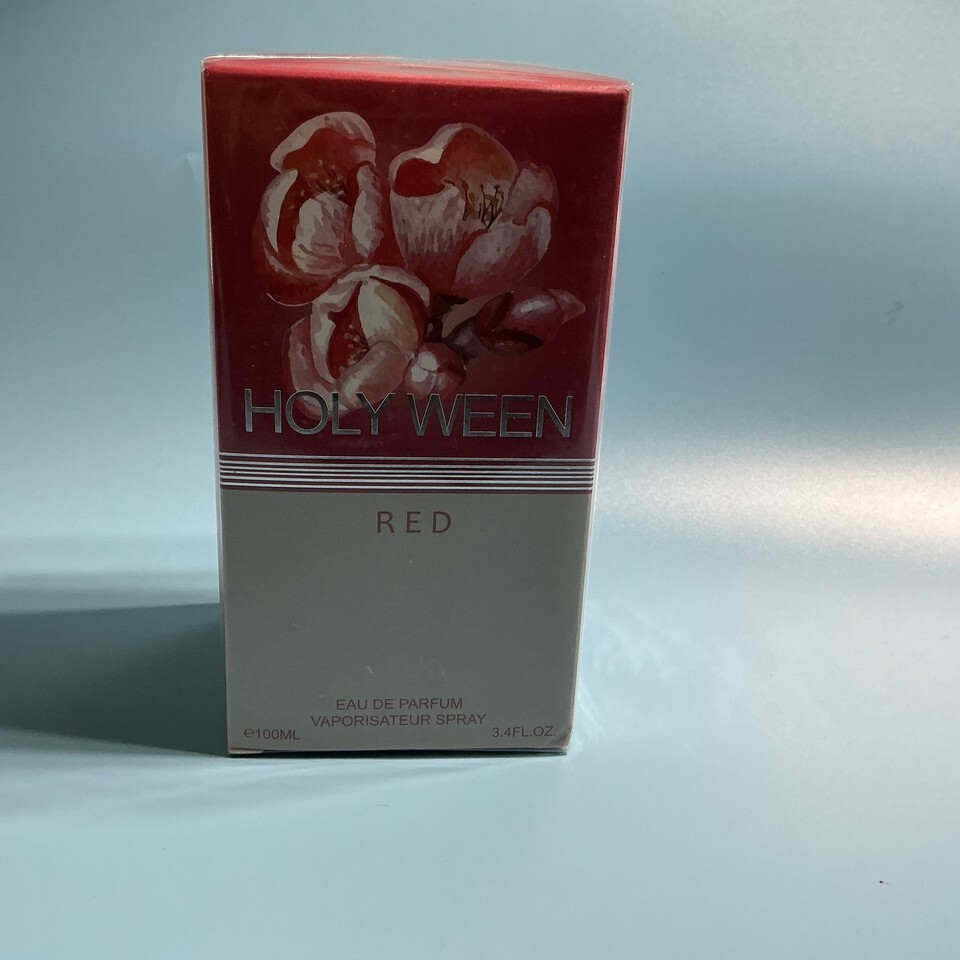 HOLY WEEN
RED
EAU DE PARFUM
VAPORISATEUR SPRAY
℮100ML 3.4FL.OZ.